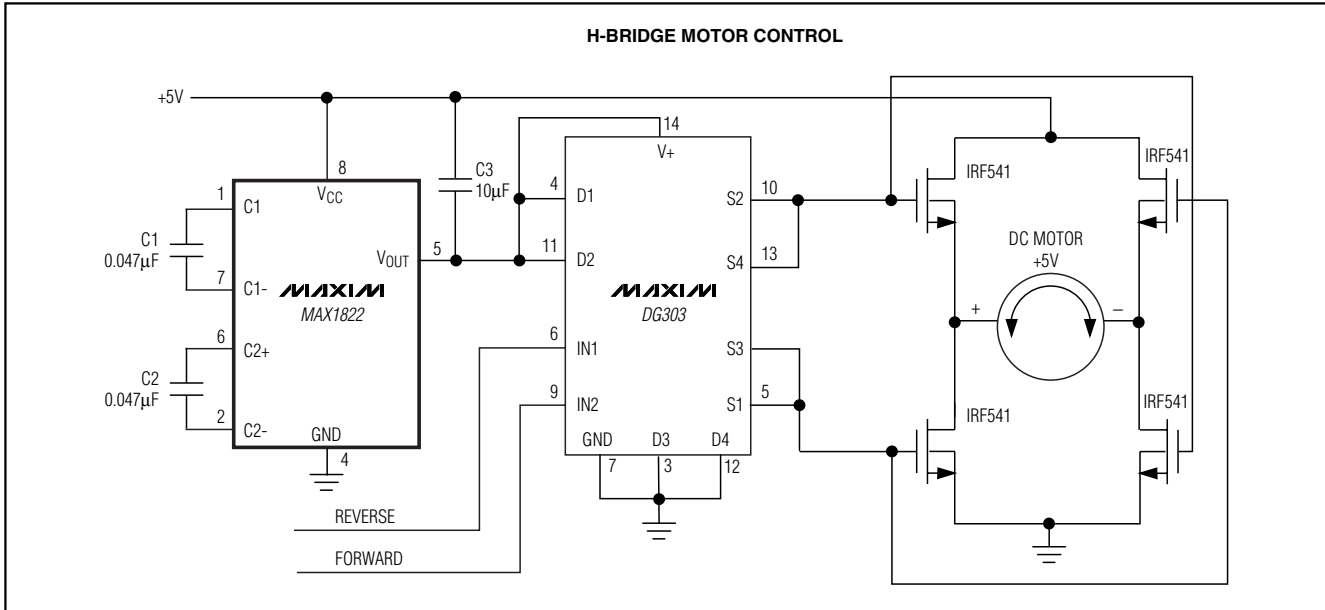 H-BRIDGE MOTOR CONTROL
+5V
8
VCC
1
C1
C1
0.047µF
7
C1-
6
C2+
C2
0.047µF
2
C2-
GND
4
VOUT
5
MAXIM
MAX1822
C3
10µF
14
V+
4
D1
11
D2
MAXIM
DG303
6
IN1
9
IN2
S2
10
S4
13
S3
S1
5
GND
D3
D4
7
3
12
REVERSE
FORWARD
IRF541
IRF541
DC MOTOR
+5V
+
–
IRF541
IRF541